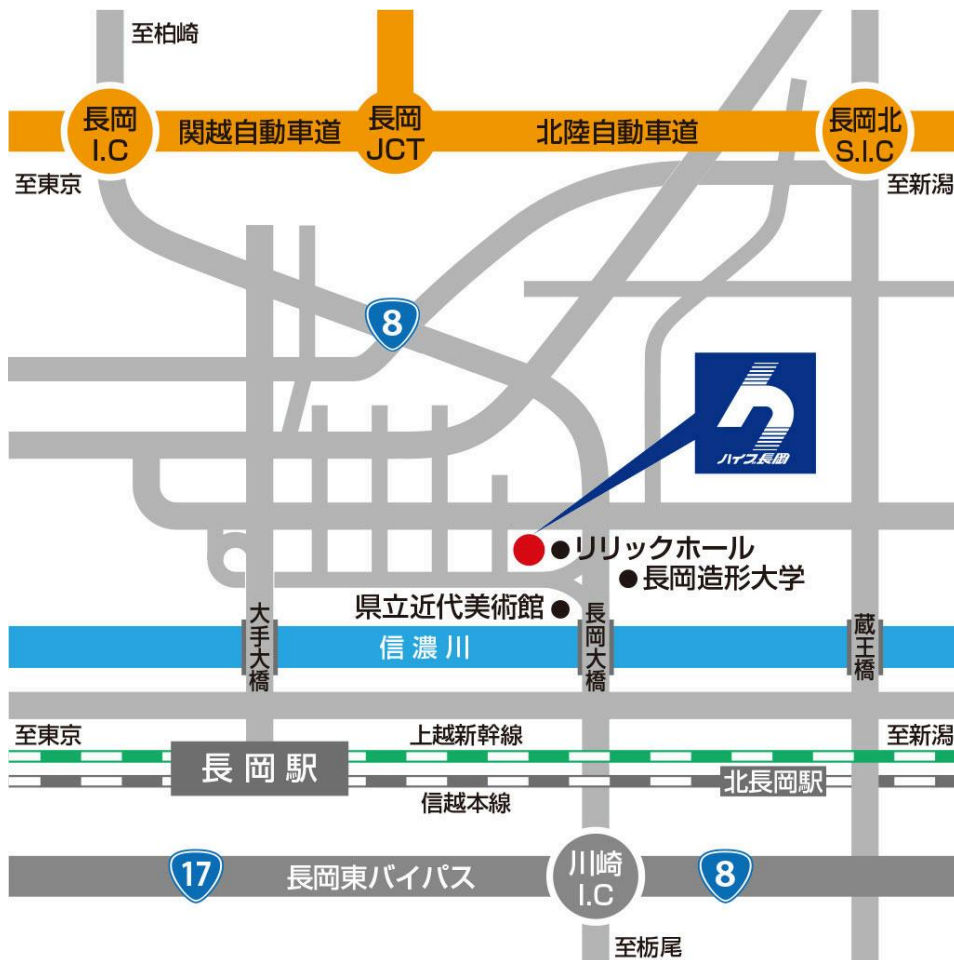 至柏崎
長岡
I.C
関越自動車道
長岡
JCT
北陸自動車道
長岡北
S.I.C
至東京
至新潟
8
ハイブ長岡
リリックホール
長岡造形大学
県立近代美術館
大手大橋
信濃川
長岡大橋
蔵王橋
至東京
上越新幹線
至新潟
長岡駅
北長岡駅
信越本線
17
長岡東バイパス
川崎
I.C
8
至栃尾